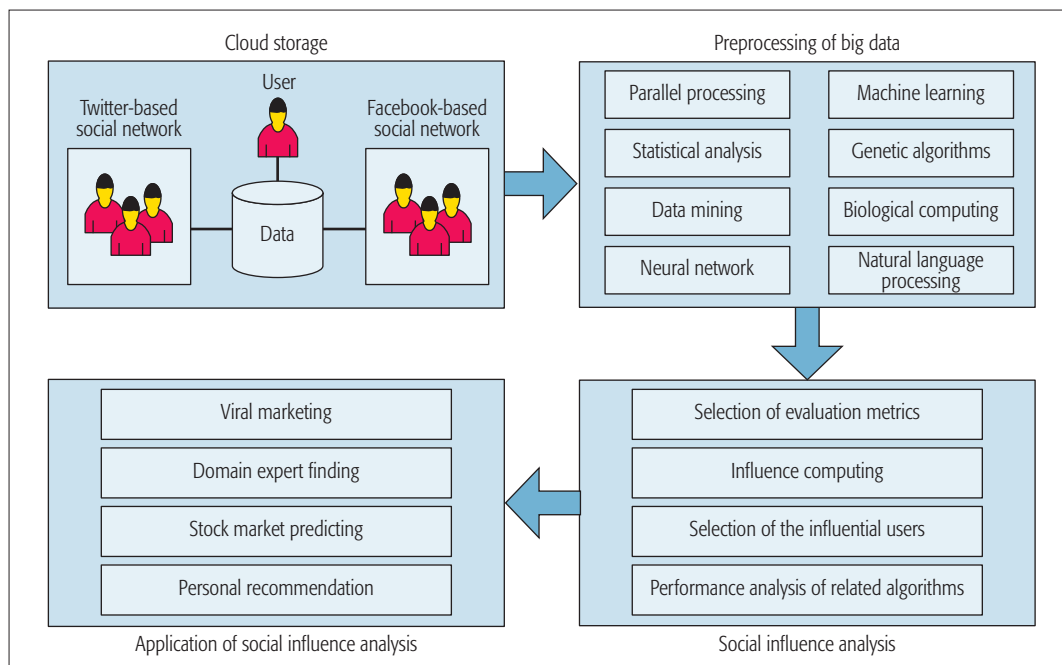 Cloud storage
User
Twitter-based
social network
Facebook-based
social network
Data
Preprocessing of big data
Parallel processing
Machine learning
Statistical analysis
Genetic algorithms
Data mining
Biological computing
Neural network
Natural language
processing
Selection of evaluation metrics
Influence computing
Selection of the influential users
Performance analysis of related algorithms
Social influence analysis
Viral marketing
Domain expert finding
Stock market predicting
Personal recommendation
Application of social influence analysis